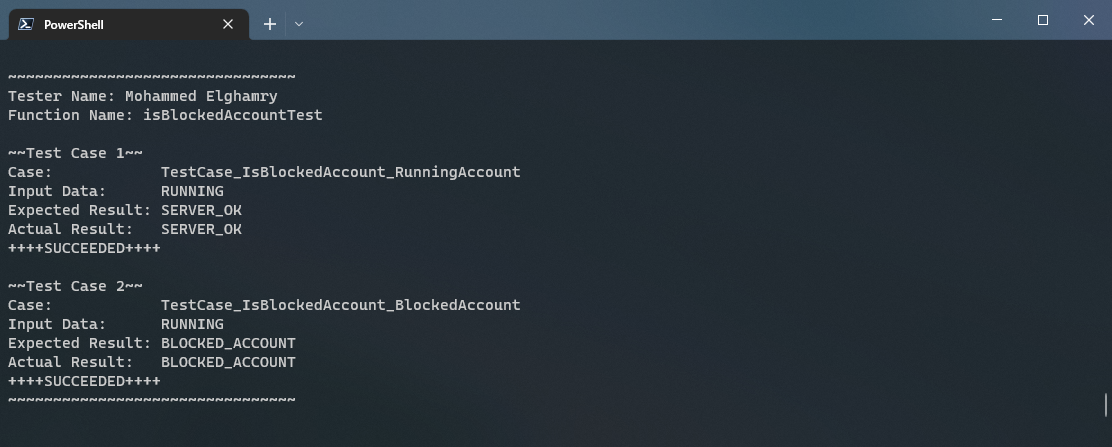 PowerShell
~~~~~~~~~~~~~~~~~~~~~~~~~~~~~~~~
Tester Name: Mohammed Elghamry
Function Name: isBlockedAccountTest
~~Test Case 1~~
Case:            TestCase_IsBlockedAccount_RunningAccount
Input Data:      RUNNING
Expected Result: SERVER_OK
Actual Result:   SERVER_OK
++++SUCCEEDED++++
~~Test Case 2~~
Case:            TestCase_IsBlockedAccount_BlockedAccount
Input Data:      RUNNING
Expected Result: BLOCKED_ACCOUNT
Actual Result:   BLOCKED_ACCOUNT
++++SUCCEEDED++++
~~~~~~~~~~~~~~~~~~~~~~~~~~~~~~~~